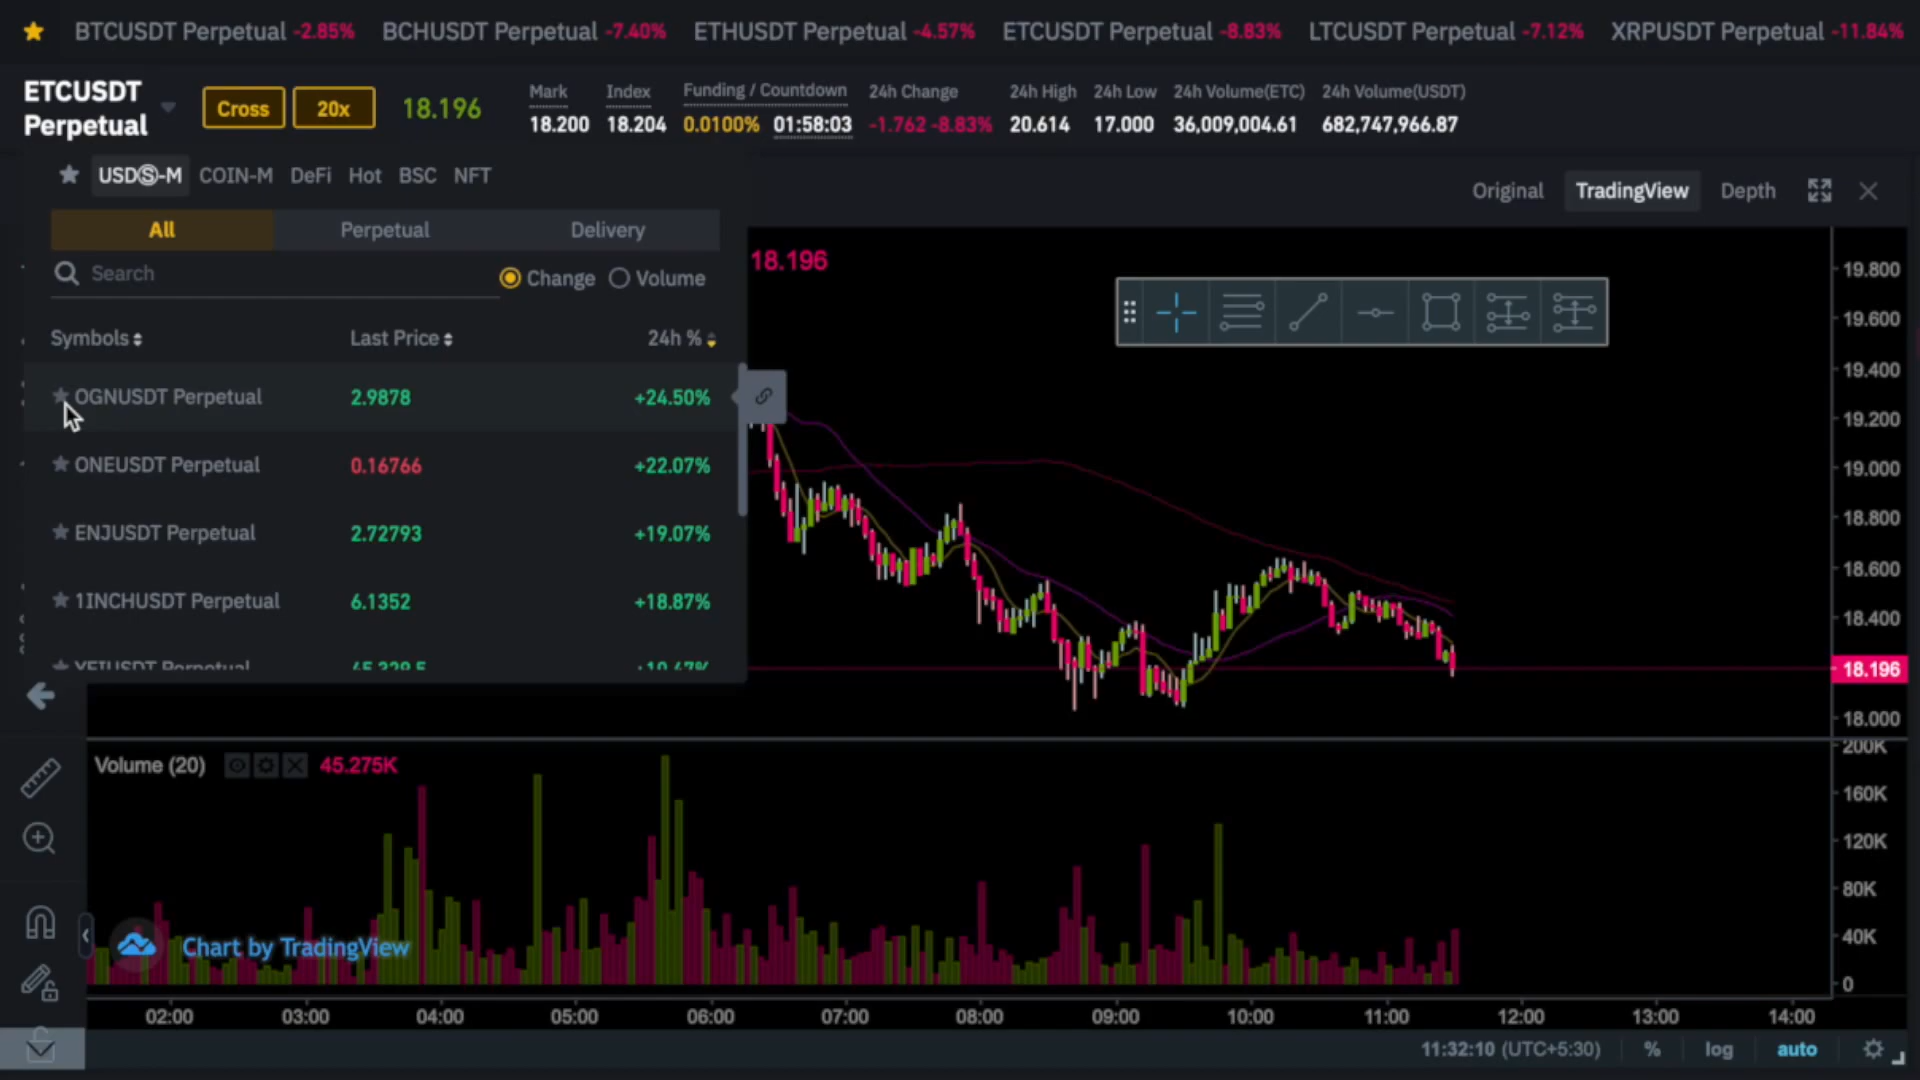 BTCUSDT Perpetual -2.85% BCHUSDT Perpetual -7.40% ETHUSDT Perpetual -4.57% ETCUSDT Perpetual -8.83% LTCUSDT Perpetual -7.12% XRPUSDT Perpetual -11.84%
ETCUSDT Perpetual
Cross 20x 18.196
Mark Index Funding / Countdown 24h Change 24h High 24h Low 24h Volume(ETC) 24h Volume(USDT)
18.200 18.204 0.0100% 01:58:03 -1.762 -8.83% 20.614 17.000 36,009,004.61 682,747,966.87
USDⓈ-M COIN-M DeFi Hot BSC NFT
Original TradingView Depth
All Perpetual Delivery
Search Change Volume
18.196
Symbols Last Price 24h %
OGNUSDT Perpetual 2.9878 +24.50%
ONEUSDT Perpetual 0.16766 +22.07%
ENJUSDT Perpetual 2.72793 +19.07%
1INCHUSDT Perpetual 6.1352 +18.87%
19.800
19.600
19.400
19.200
19.000
18.800
18.600
18.400
18.196
18.000
Volume (20) 45.275K
200K
160K
120K
80K
40K
0
Chart by TradingView
02:00 03:00 04:00 05:00 06:00 07:00 08:00 09:00 10:00 11:00 12:00 13:00 14:00
11:32:10 (UTC+5:30) % log auto